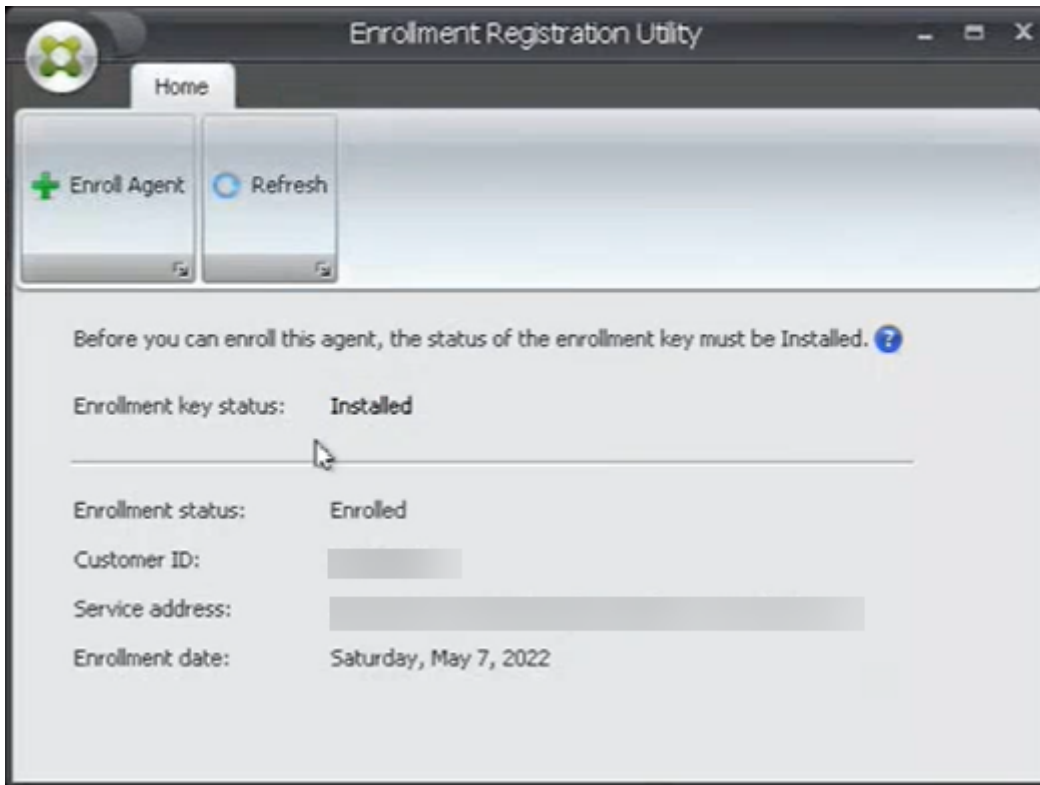 Enrollment Registration Utility
Home
Enroll Agent
Refresh
Before you can enroll this agent, the status of the enrollment key must be Installed.
Enrollment key status: Installed
Enrollment status: Enrolled
Customer ID:
Service address:
Enrollment date: Saturday, May 7, 2022